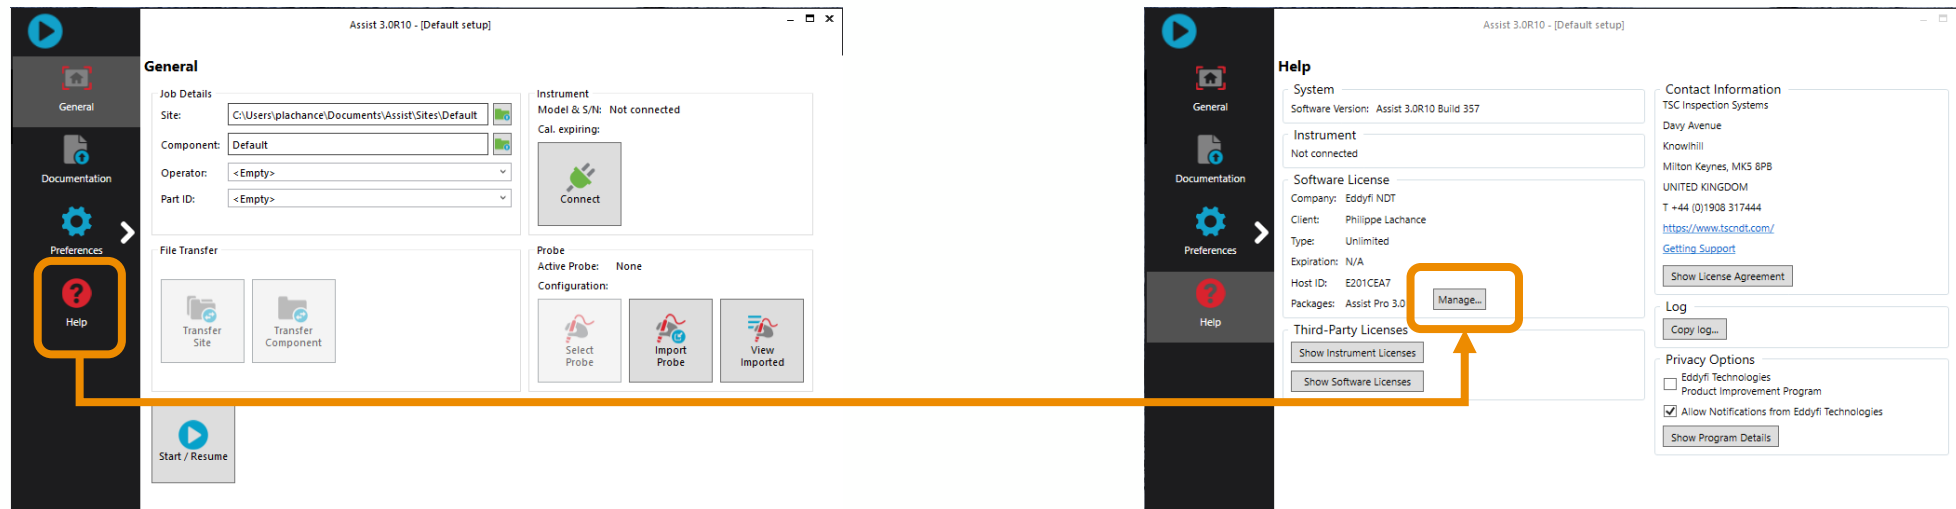 Assist 3.0R10 - [Default setup]
General
Documentation
Preferences
Help
General
Job Details
Site: C:\Users\plachance\Documents\Assist\Sites\Default
Component: Default
Operator: <Empty>
Part ID: <Empty>
Instrument
Model & S/N: Not connected
Cal. expiring:
Connect
File Transfer
Transfer
Site
Transfer
Component
Probe
Active Probe: None
Configuration:
Select
Probe
Import
Probe
View
Imported
Start / Resume
Assist 3.0R10 - [Default setup]
General
Documentation
Preferences
Help
Help
System
Software Version: Assist 3.0R10 Build 357
Instrument
Not connected
Software License
Company: Eddyfi NDT
Client: Philippe Lachance
Type: Unlimited
Expiration: N/A
Host ID: E201CEA7
Packages: Assist Pro 3.0
Manage...
Third-Party Licenses
Show Instrument Licenses
Show Software Licenses
Contact Information
TSC Inspection Systems
Davy Avenue
Knowlhill
Milton Keynes, MK5 8PB
UNITED KINGDOM
T +44 (0)1908 317444
https://www.tscndt.com/
Getting Support
Show License Agreement
Log
Copy log...
Privacy Options
Eddyfi Technologies
Product Improvement Program
Allow Notifications from Eddyfi Technologies
Show Program Details